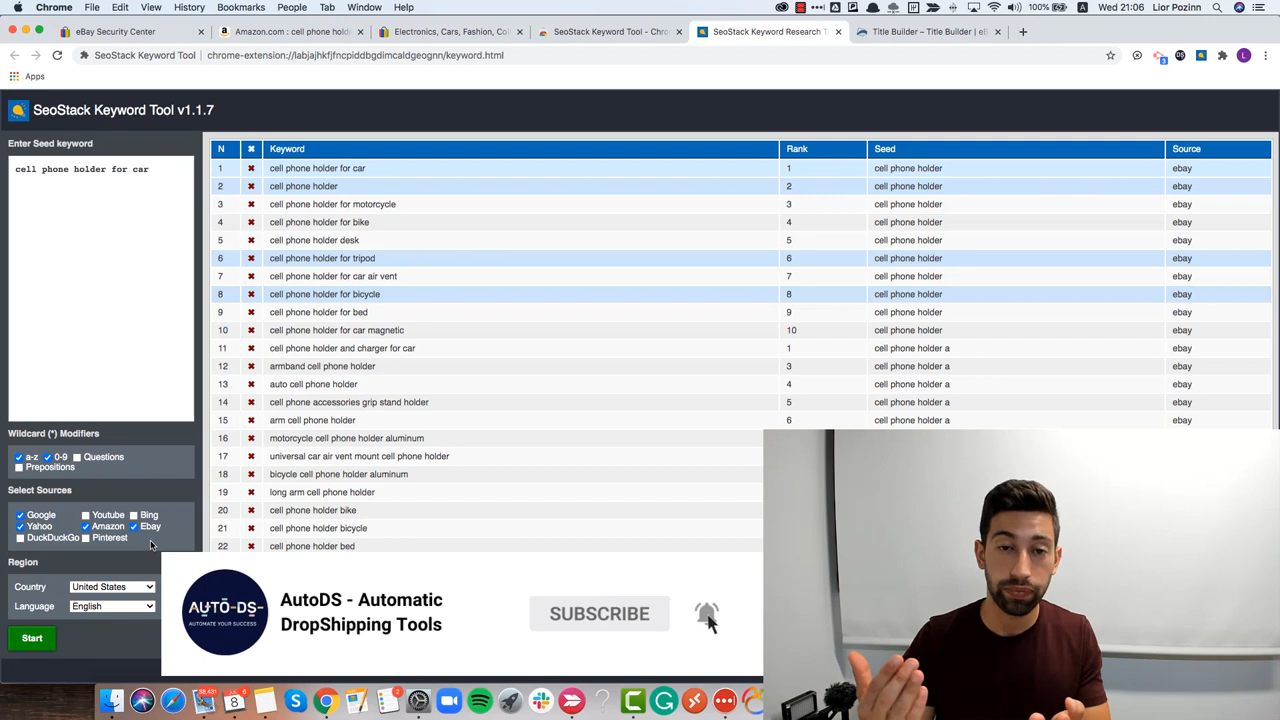 Chrome File Edit View History Bookmarks People Tab Window Help 100% Wed 21:06 Lior Pozinn
eBay Security Center Amazon.com : cell phone hold Electronics, Cars, Fashion, Col SeoStack Keyword Tool - Chro SeoStack Keyword Research T Title Builder – Title Builder | eB
SeoStack Keyword Tool chrome-extension://labjajhkfjfncpiddbgdimcaldgeognn/keyword.html
Apps
SeoStack Keyword Tool v1.1.7
Enter Seed keyword
cell phone holder for car
Wildcard (*) Modifiers
a-z 0-9 Questions
Prepositions
Select Sources
Google Youtube Bing
Yahoo Amazon Ebay
DuckDuckGo Pinterest
Region
Country United States
Language English
Start
N Keyword Rank Seed Source
1 cell phone holder for car 1 cell phone holder ebay
2 cell phone holder 2 cell phone holder ebay
3 cell phone holder for motorcycle 3 cell phone holder ebay
4 cell phone holder for bike 4 cell phone holder ebay
5 cell phone holder desk 5 cell phone holder ebay
6 cell phone holder for tripod 6 cell phone holder ebay
7 cell phone holder for car air vent 7 cell phone holder ebay
8 cell phone holder for bicycle 8 cell phone holder ebay
9 cell phone holder for bed 9 cell phone holder ebay
10 cell phone holder for car magnetic 10 cell phone holder ebay
11 cell phone holder and charger for car 1 cell phone holder a ebay
12 armband cell phone holder 3 cell phone holder a ebay
13 auto cell phone holder 4 cell phone holder a ebay
14 cell phone accessories grip stand holder 5 cell phone holder a ebay
15 arm cell phone holder 6 cell phone holder a ebay
16 motorcycle cell phone holder aluminum
17 universal car air vent mount cell phone holder
18 bicycle cell phone holder aluminum
19 long arm cell phone holder
20 cell phone holder bike
21 cell phone holder bicycle
22 cell phone holder bed
AUTO-DS
AUTOMATE YOUR SUCCESS
AutoDS - Automatic
DropShipping Tools
SUBSCRIBE